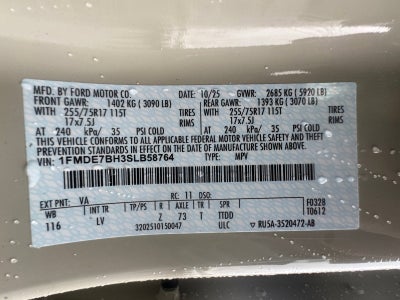 MFD. BY FORD MOTOR CO. 10/25 GVWR: 2685 KG ( 5920 LB)
FRONT GAWR: 1402 KG ( 3090 LB) REAR GAWR: 1393 KG ( 3070 LB)
255/75R17 115T TIRES 255/75R17 115T TIRES
17x7.5J RIMS 17x7.5J RIMS
AT 240 kPa/ 35 PSI COLD AT 240 kPa/ 35 PSI COLD
THIS VEHICLE CONFORMS TO ALL APPLICABLE FEDERAL MOTOR VEHICLE SAFETY AND THEFT
PREVENTION STANDARDS IN EFFECT ON THE DATE OF MANUFACTURE SHOWN ABOVE.
VIN: 1FMDE7BH3SLB58764 TYPE: MPV
RC: 11 DSO:
EXT PNT: VA F0328
WB INT TR TP/PS R AXLE TR SPR T0612
116 LV Z 73 T TTDD
3202510150047 ULC RU5A-3520472-AB